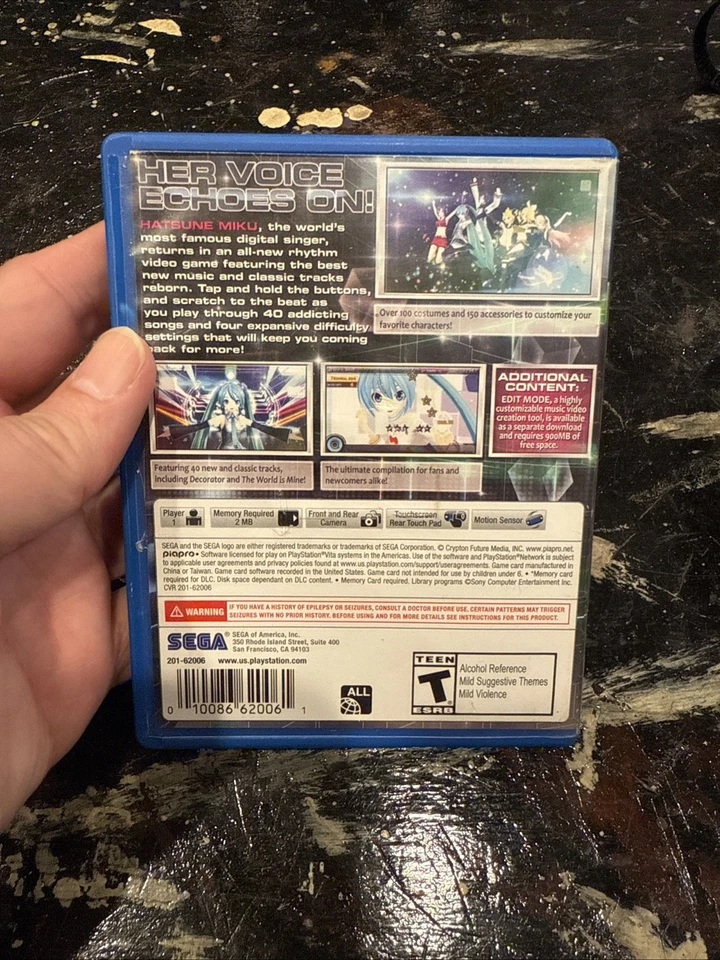 HER VOICE
ECHOES ON!
HATSUNE MIKU, the world's
most famous digital singer,
returns in an all-new rhythm
video game featuring the best
new music and classic tracks
reborn. Tap and hold the buttons,
and scratch to the beat as
you play through 40 addicting
songs and four expansive difficulty
settings that will keep you coming
back for more!
Over 100 costumes and 150 accessories to customize your
favorite characters!
Featuring 40 new and classic tracks,
including Decorator and The World is Mine!
The ultimate compilation for fans and
newcomers alike!
ADDITIONAL
CONTENT:
EDIT MODE, a highly
customizable music video
creation tool, is available
as a separate download
and requires 900MB of
free space.
Player
1
Memory Required
2 MB
Front and Rear
Camera
Touchscreen
Rear Touch Pad
Motion Sensor
SEGA and the SEGA logo are either registered trademarks or trademarks of SEGA Corporation. © Crypton Future Media, INC. www.piapro.net,
piapro • Software licensed for play on PlayStation®Vita systems in the Americas. Use of the software and PlayStation®Network is subject
to applicable user agreements and privacy policies found at www.us.playstation.com/support/useragreements. Game card manufactured in
China or Taiwan. Game card software recorded in the United States. Game card not intended for use by children under 6. • *Memory card
required for DLC. Disk space dependant on DLC content. • Memory card required. Library programs ©Sony Computer Entertainment Inc.
CVR 201-62006
WARNING
IF YOU HAVE A HISTORY OF EPILEPSY OR SEIZURES, CONSULT A DOCTOR BEFORE USE. CERTAIN PATTERNS MAY TRIGGER
SEIZURES WITH NO PRIOR HISTORY. BEFORE USING AND FOR MORE DETAILS SEE INSTRUCTIONS FOR THIS PRODUCT.
SEGA®
SEGA of America, Inc.
350 Rhode Island Street, Suite 400
San Francisco, CA 94103
201-62006 www.us.playstation.com
0 10086 62006 1
ALL
TEEN
T
ESRB
Alcohol Reference
Mild Suggestive Themes
Mild Violence